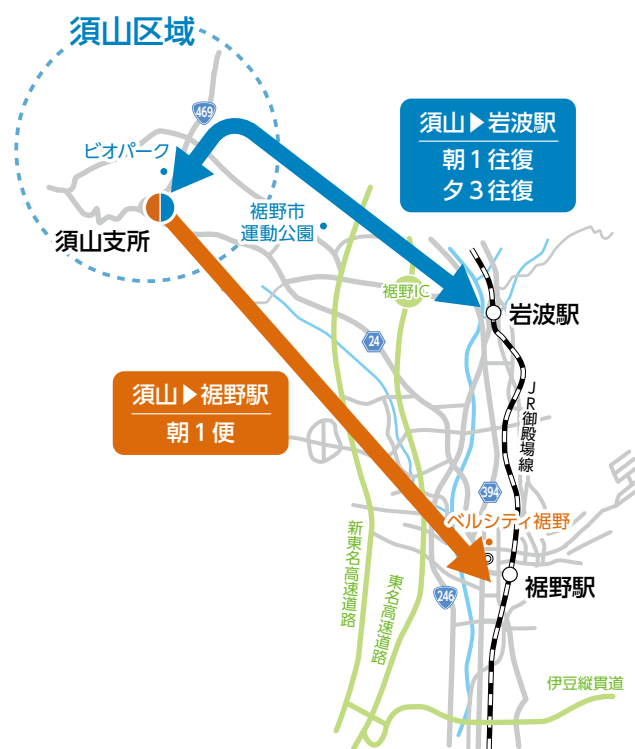 須山区域
469
ビオパーク
須山支所
裾野市
運動公園
須山▶岩波駅
朝1往復
夕3往復
裾野IC
岩波駅
24
須山▶裾野駅
朝1便
JR御殿場線
394
ベルシティ裾野
裾野駅
246
新東名高速道路
東名高速道路
伊豆縦貫道